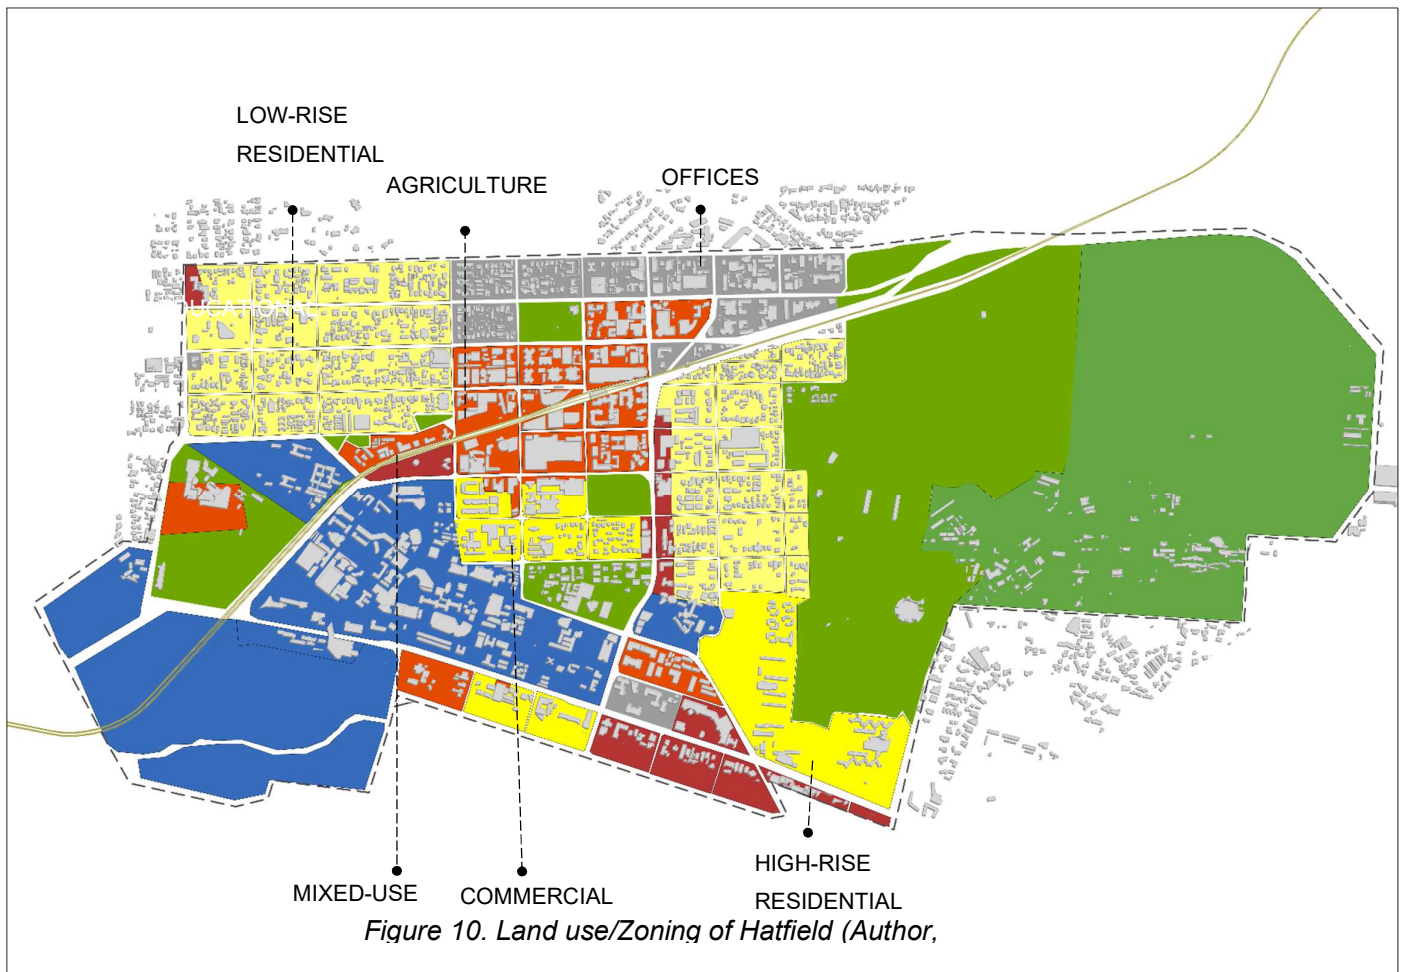 LOW-RISE
RESIDENTIAL
AGRICULTURE
OFFICES
EDUCATIONAL
MIXED-USE
COMMERCIAL
HIGH-RISE
RESIDENTIAL
Figure 10. Land use/Zoning of Hatfield (Author,